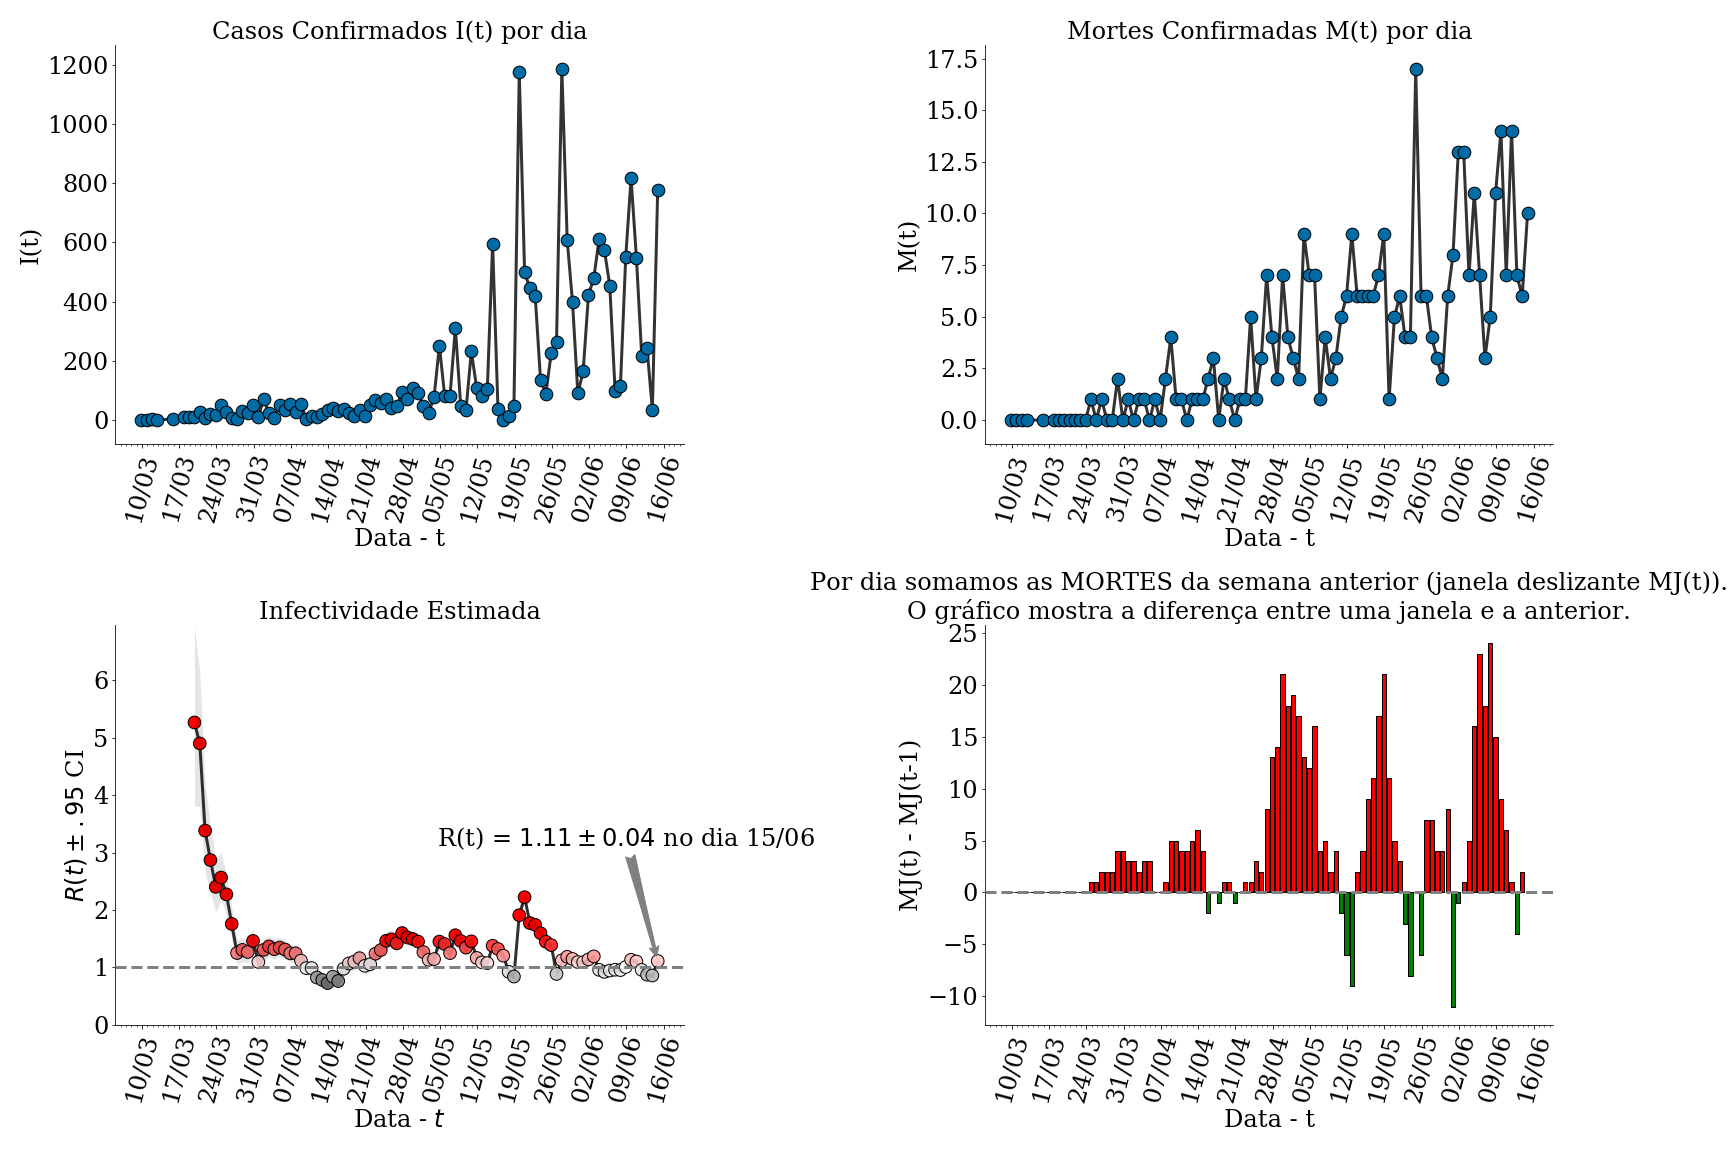 Casos Confirmados I(t) por dia
I(t)
1200
1000
800
600
400
200
0
10/03 17/03 24/03 31/03 07/04 14/04 21/04 28/04 05/05 12/05 19/05 26/05 02/06 09/06 16/06
Data - t
Mortes Confirmadas M(t) por dia
M(t)
17.5
15.0
12.5
10.0
7.5
5.0
2.5
0.0
10/03 17/03 24/03 31/03 07/04 14/04 21/04 28/04 05/05 12/05 19/05 26/05 02/06 09/06 16/06
Data - t
Infectividade Estimada
R(t) ± .95 CI
6
5
4
3
2
1
0
R(t) = 1.11 ± 0.04 no dia 15/06
10/03 17/03 24/03 31/03 07/04 14/04 21/04 28/04 05/05 12/05 19/05 26/05 02/06 09/06 16/06
Data - t
Por dia somamos as MORTES da semana anterior (janela deslizante MJ(t)).
O gráfico mostra a diferença entre uma janela e a anterior.
MJ(t) - MJ(t-1)
25
20
15
10
5
0
−5
−10
10/03 17/03 24/03 31/03 07/04 14/04 21/04 28/04 05/05 12/05 19/05 26/05 02/06 09/06 16/06
Data - t